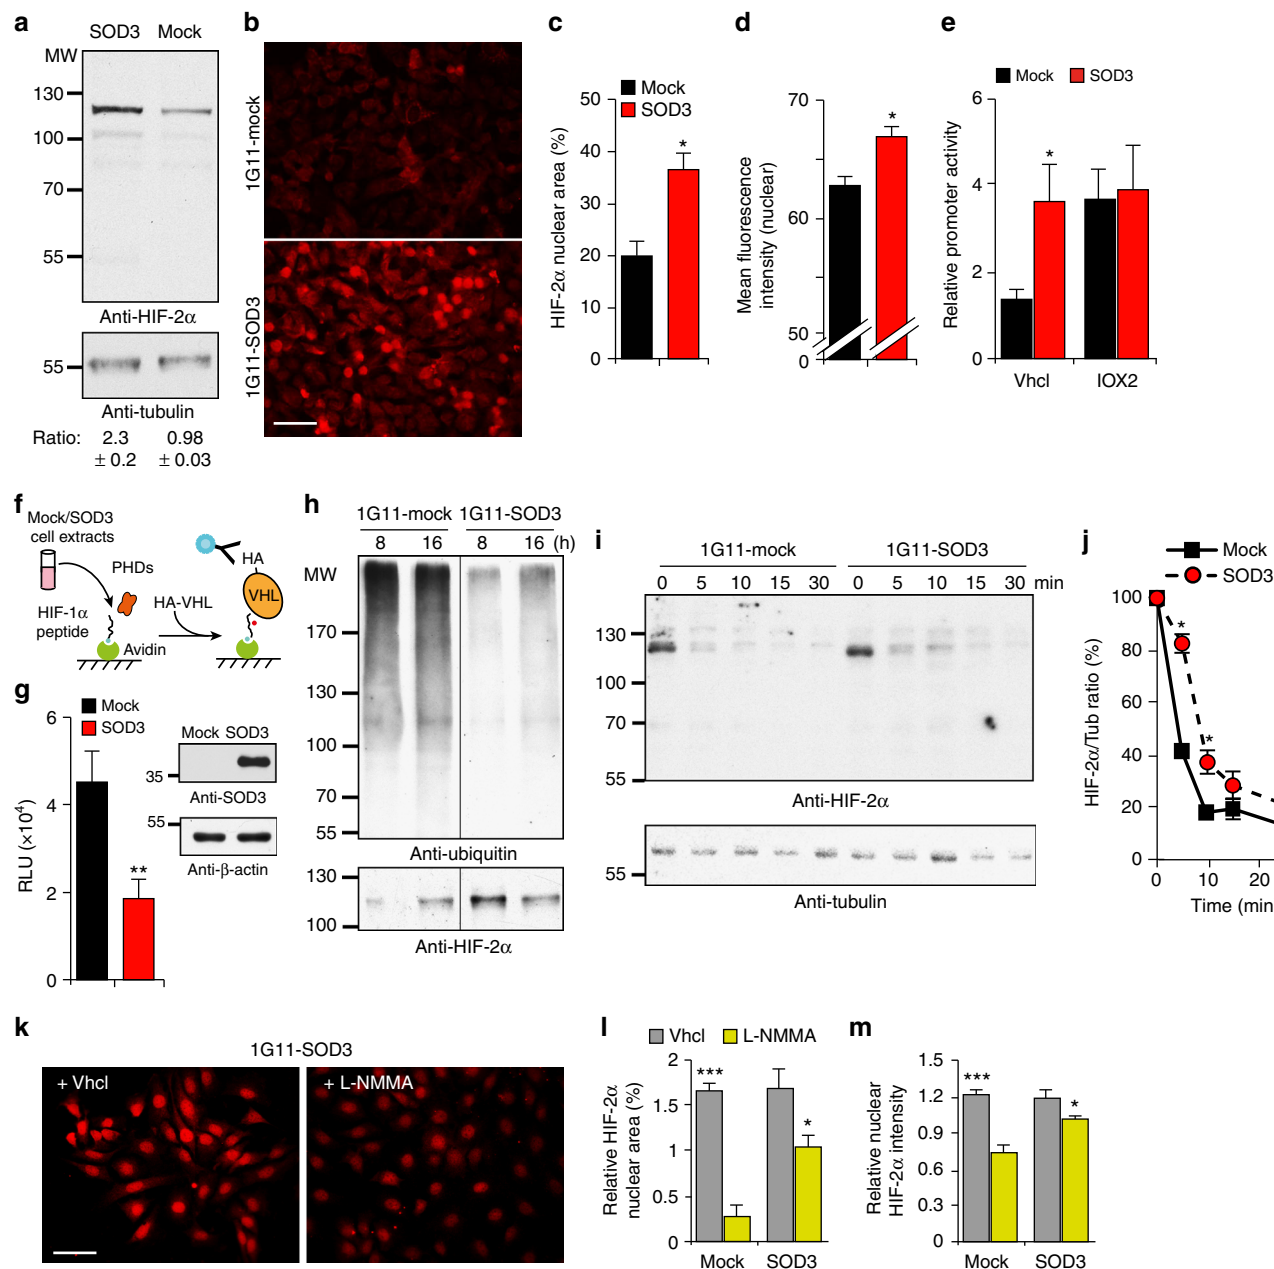 a
SOD3 Mock
MW
130
100
70
55
Anti-HIF-2α
55
Anti-tubulin
Ratio: 2.3 0.98
± 0.2 ± 0.03
b
1G11-mock
1G11-SOD3
c
Mock
SOD3
HIF-2α nuclear area (%)
50
40
30
20
10
0
*
d
Mean fluorescence
intensity (nuclear)
70
60
50
0
*
e
Mock SOD3
Relative promoter activity
6
4
2
0
*
Vhcl IOX2
f
Mock/SOD3
cell extracts
PHDs
HIF-1α
peptide
HA-VHL
Avidin
HA
VHL
g
Mock
SOD3
RLU (×10⁴)
6
4
2
0
**
Mock SOD3
35
Anti-SOD3
55
Anti-β-actin
h
1G11-mock 1G11-SOD3
8 16 8 16 (h)
MW
170
130
100
70
55
Anti-ubiquitin
130
100
Anti-HIF-2α
i
1G11-mock 1G11-SOD3
0 5 10 15 30 0 5 10 15 30 min
130
100
70
55
Anti-HIF-2α
55
Anti-tubulin
j
Mock
SOD3
HIF-2α/Tub ratio (%)
100
80
60
40
20
0
*
*
0 10 20
Time (min
k
1G11-SOD3
+ Vhcl + L-NMMA
l
Vhcl L-NMMA
Relative HIF-2α
nuclear area (%)
2
1.5
1
0.5
0
***
*
Mock SOD3
m
Relative nuclear
HIF-2α intensity
1.5
1.2
0.9
0.6
0.3
0
***
*
Mock SOD3